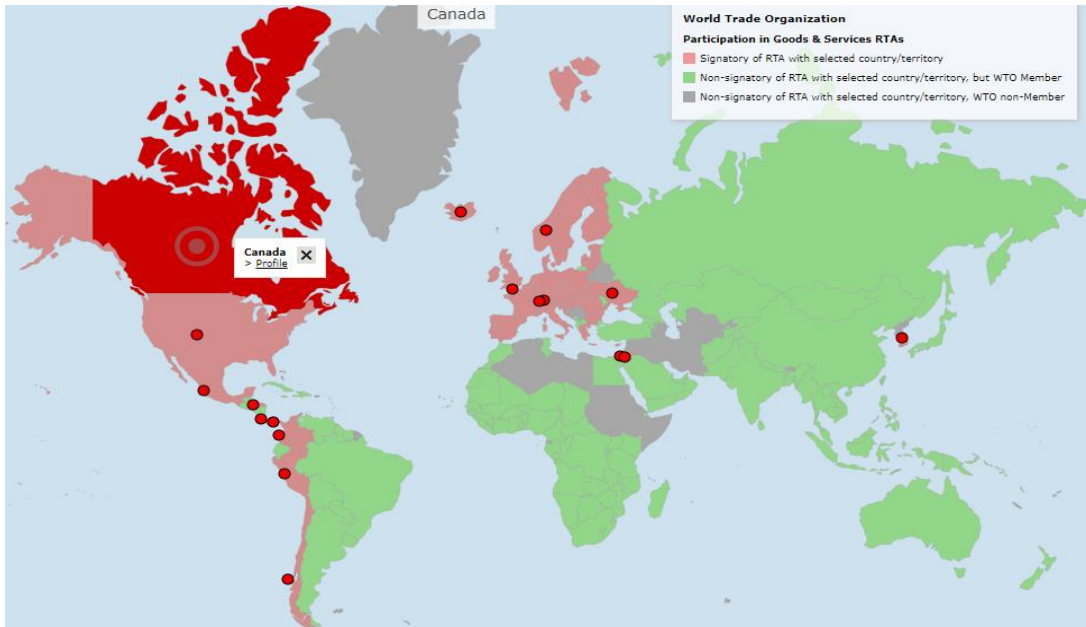 Canada
World Trade Organization
Participation in Goods & Services RTAs
Signatory of RTA with selected country/territory
Non-signatory of RTA with selected country/territory, but WTO Member
Non-signatory of RTA with selected country/territory, WTO non-Member
Canada
> Profile